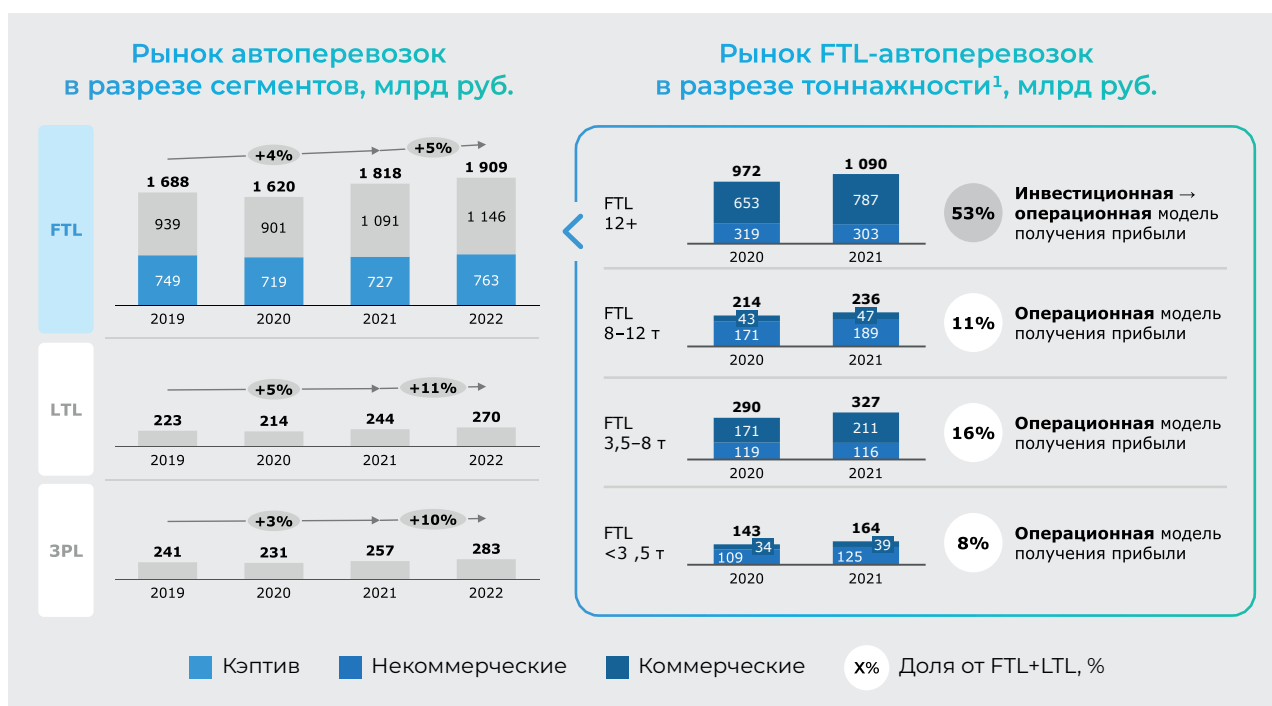 Рынок автоперевозок
в разрезе сегментов, млрд руб.
FTL
+4%
+5%
1 688
1 620
1 818
1 909
939
901
1 091
1 146
749
719
727
763
2019
2020
2021
2022
LTL
+5%
+11%
223
214
244
270
2019
2020
2021
2022
3PL
+3%
+10%
241
231
257
283
2019
2020
2021
2022
Рынок FTL-автоперевозок
в разрезе тоннажности¹, млрд руб.
FTL
12+
972
1 090
653
787
319
303
2020
2021
53%
Инвестиционная →
операционная модель
получения прибыли
FTL
8–12 т
214
236
43
47
171
189
2020
2021
11%
Операционная модель
получения прибыли
FTL
3,5–8 т
290
327
171
211
119
116
2020
2021
16%
Операционная модель
получения прибыли
FTL
<3 ,5 т
143
164
34
39
109
125
2020
2021
8%
Операционная модель
получения прибыли
Кэптив
Некоммерческие
Коммерческие
X%
Доля от FTL+LTL, %